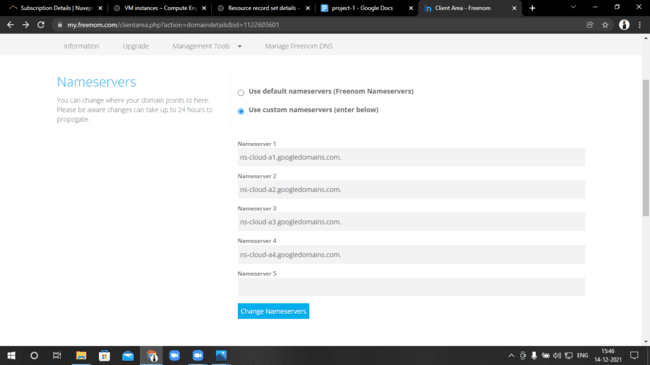 Subscription Details | Nuvep
VM instances – Compute Eng
Resource record set details –
project-1 - Google Docs
Client Area - Freenom
my.freenom.com/clientarea.php?action=domaindetails&id=1122603601
Information
Upgrade
Management Tools
Manage Freenom DNS
Nameservers
You can change where your domain points to here.
Please be aware changes can take up to 24 hours to
propogate.
Use default nameservers (Freenom Nameservers)
Use custom nameservers (enter below)
Nameserver 1
ns-cloud-a1.googledomains.com.
Nameserver 2
ns-cloud-a2.googledomains.com.
Nameserver 3
ns-cloud-a3.googledomains.com.
Nameserver 4
ns-cloud-a4.googledomains.com.
Nameserver 5
Change Nameservers
ENG
15:46
14-12-2021